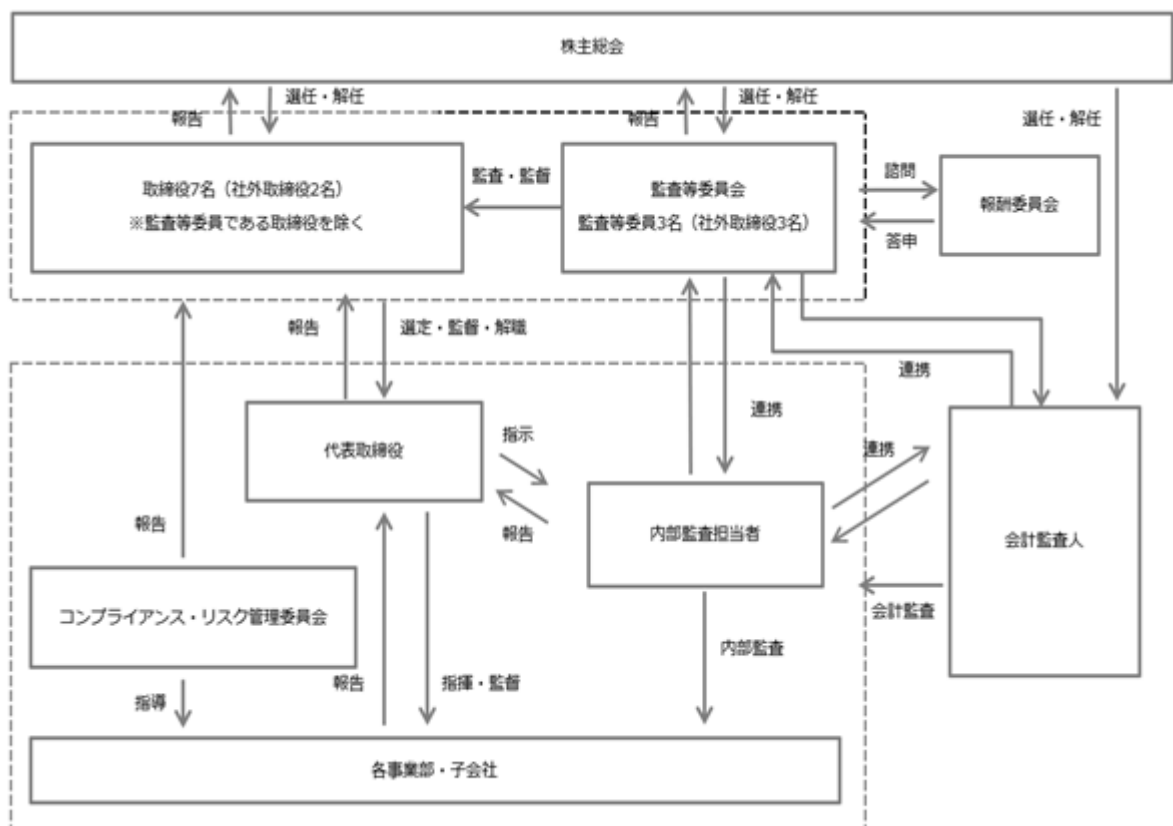 株主総会
報告
選任・解任
報告
選任・解任
選任・解任
取締役7名（社外取締役2名）
※監査等委員である取締役を除く
監査・監督
監査等委員会
監査等委員3名（社外取締役3名）
諮問
答申
報酬委員会
報告
選定・監督・解職
連携
連携
代表取締役
指示
報告
連携
報告
内部監査担当者
会計監査人
コンプライアンス・リスク管理委員会
会計監査
指導
報告
指揮・監督
内部監査
各事業部・子会社